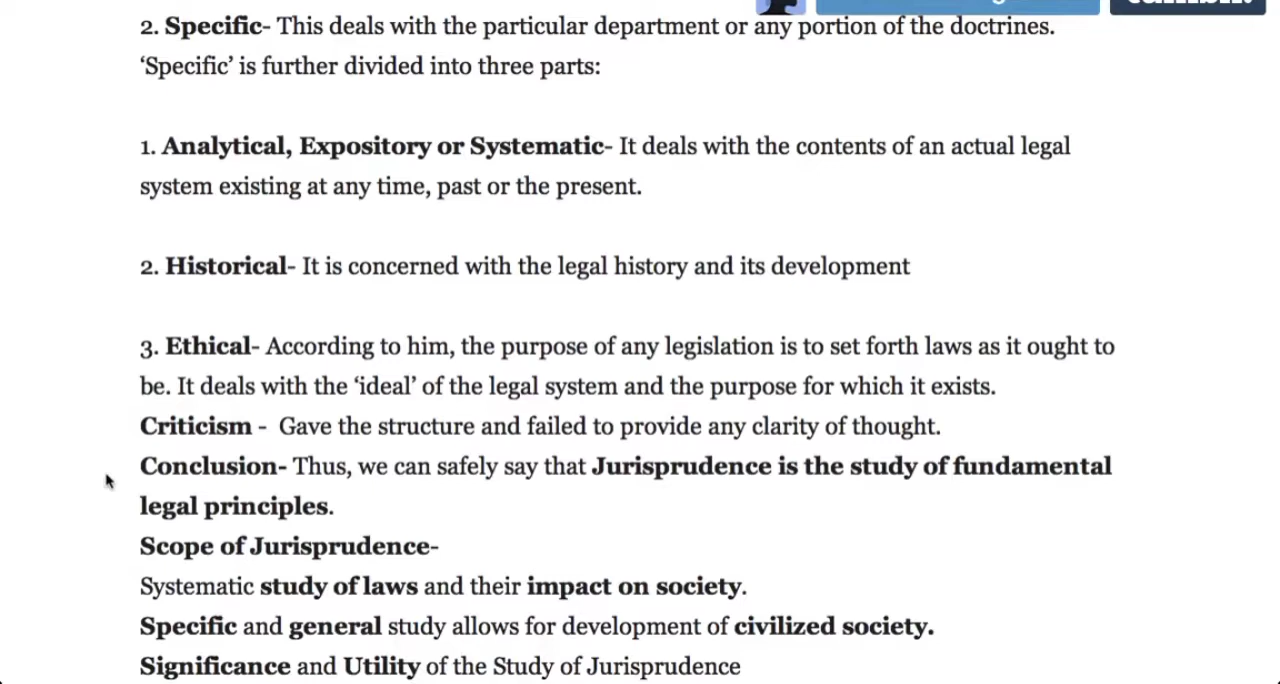 2. Specific- This deals with the particular department or any portion of the doctrines.
‘Specific’ is further divided into three parts:
1. Analytical, Expository or Systematic- It deals with the contents of an actual legal
system existing at any time, past or the present.
2. Historical- It is concerned with the legal history and its development
3. Ethical- According to him, the purpose of any legislation is to set forth laws as it ought to
be. It deals with the ‘ideal’ of the legal system and the purpose for which it exists.
Criticism -  Gave the structure and failed to provide any clarity of thought.
Conclusion- Thus, we can safely say that Jurisprudence is the study of fundamental
legal principles.
Scope of Jurisprudence-
Systematic study of laws and their impact on society.
Specific and general study allows for development of civilized society.
Significance and Utility of the Study of Jurisprudence